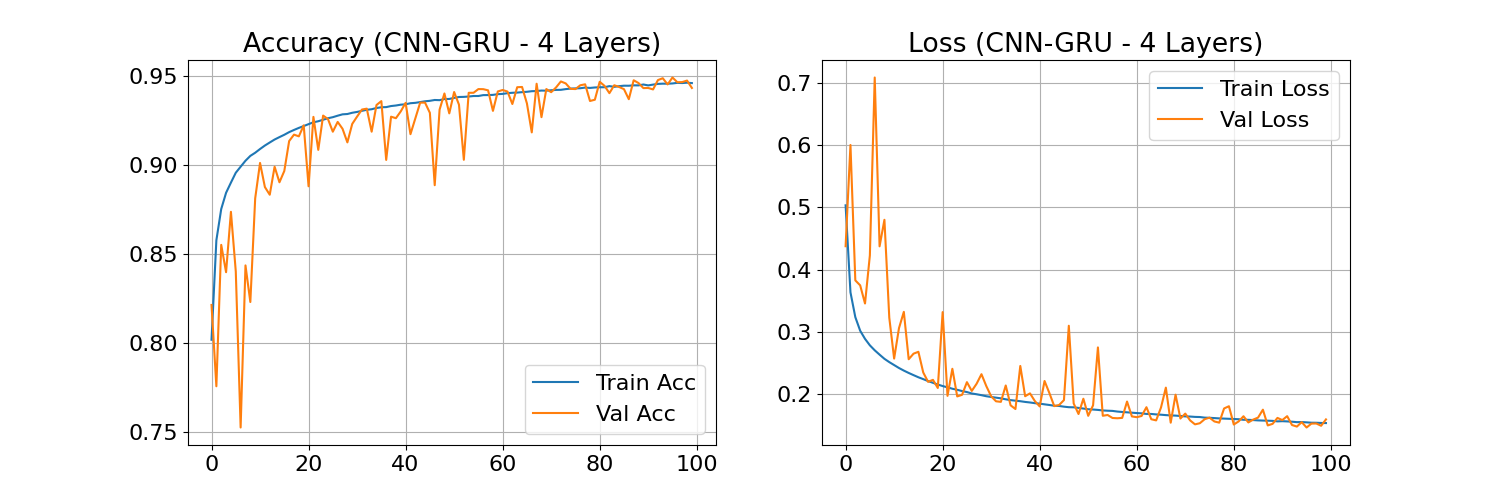 Accuracy (CNN-GRU - 4 Layers)
0.95
0.90
0.85
0.80
0.75
0 20 40 60 80 100
Train Acc
Val Acc
Loss (CNN-GRU - 4 Layers)
0.7
0.6
0.5
0.4
0.3
0.2
0 20 40 60 80 100
Train Loss
Val Loss